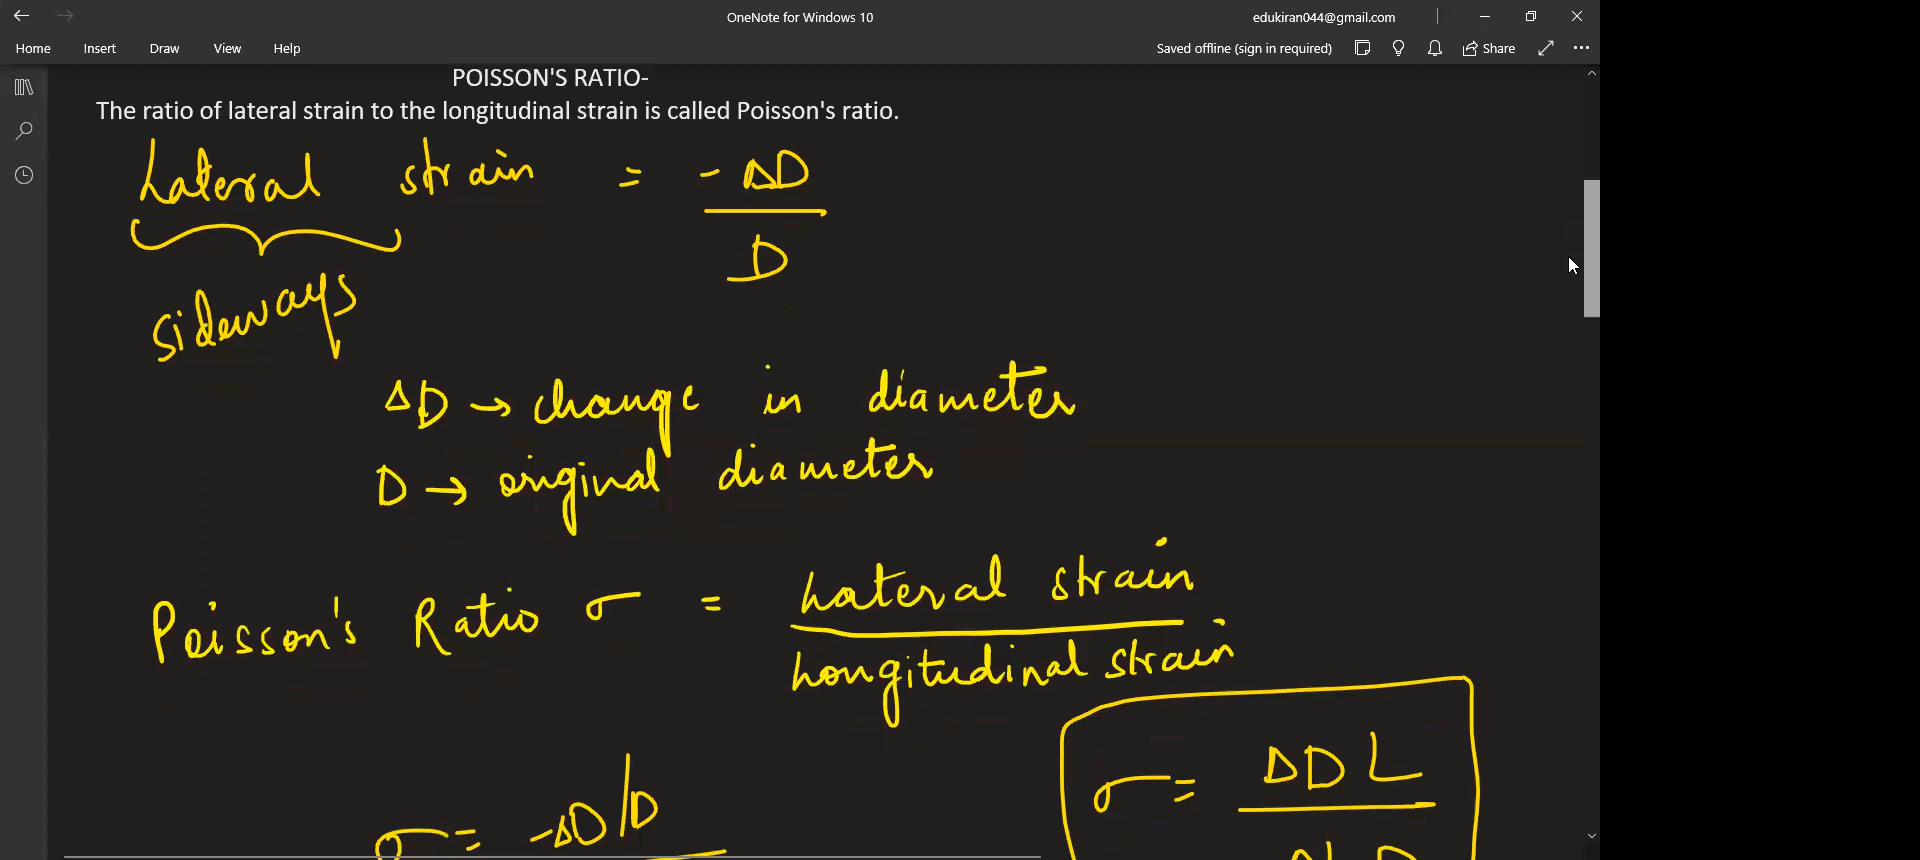 OneNote for Windows 10
edukiran044@gmail.com
Home Insert Draw View Help
Saved offline (sign in required) Share
POISSON'S RATIO-
The ratio of lateral strain to the longitudinal strain is called Poisson's ratio.
Lateral strain = -ΔD
D
Sideways
ΔD → change in diameter
D → original diameter
Poisson's Ratio σ = Lateral strain
Longitudinal strain
σ = ΔD L
σ = -ΔD/D